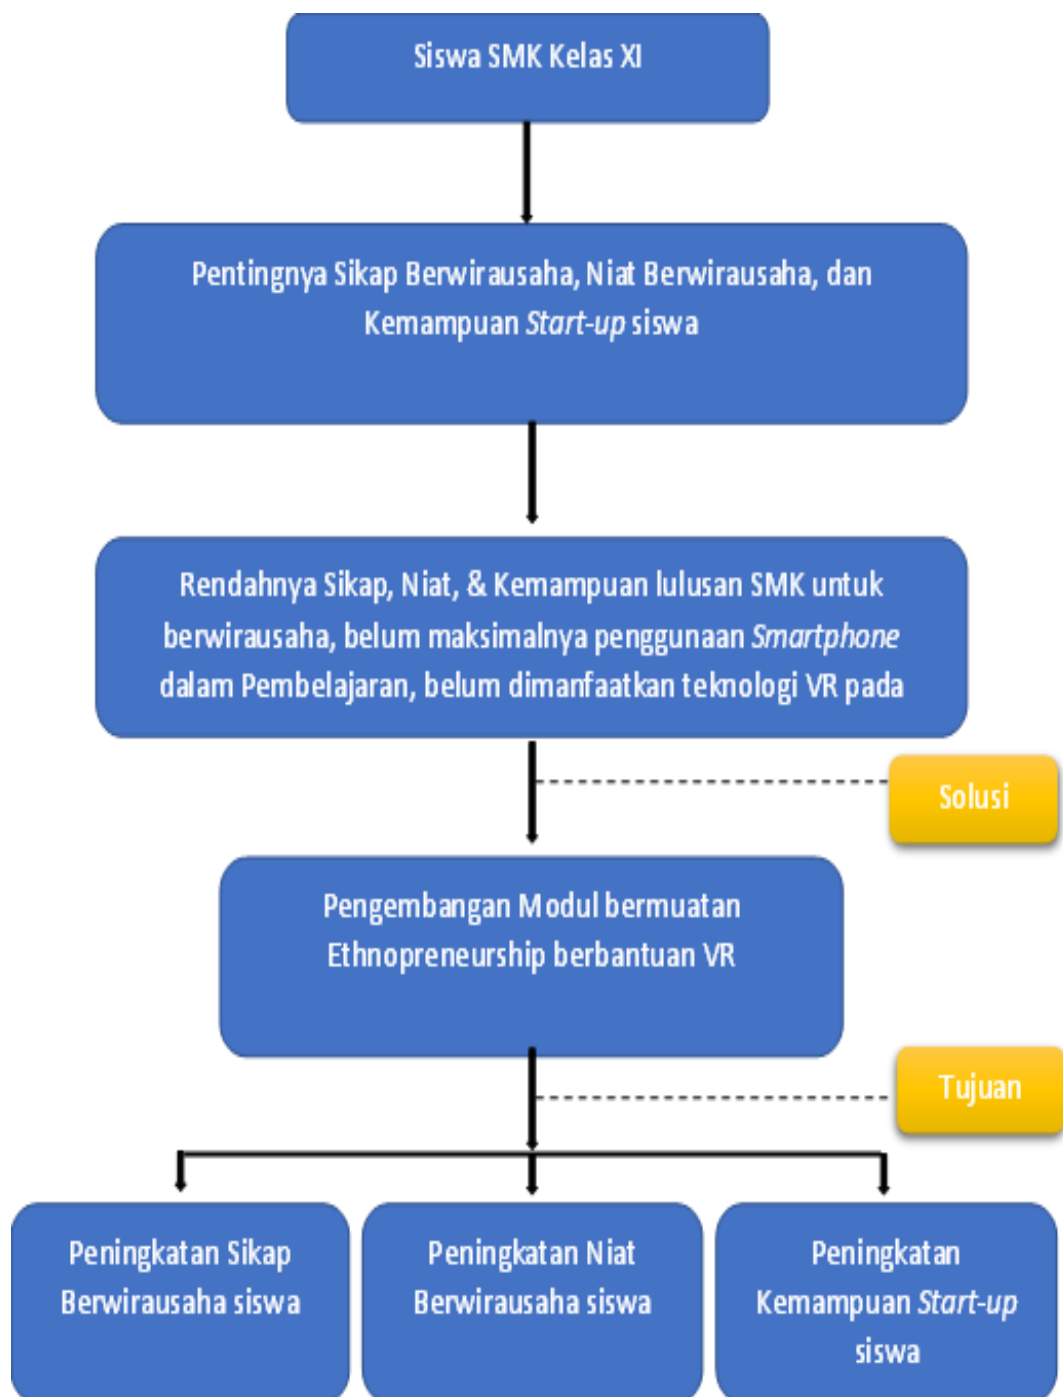 Siswa SMK Kelas XI
Pentingnya Sikap Berwirausaha, Niat Berwirausaha, dan
Kemampuan Start-up siswa
Rendahnya Sikap, Niat, & Kemampuan lulusan SMK untuk
berwirausaha, belum maksimalnya penggunaan Smartphone
dalam Pembelajaran, belum dimanfaatkan teknologi VR pada
Solusi
Pengembangan Modul bermuatan
Ethnopreneurship berbantuan VR
Tujuan
Peningkatan Sikap
Berwirausaha siswa
Peningkatan Niat
Berwirausaha siswa
Peningkatan
Kemampuan Start-up
siswa